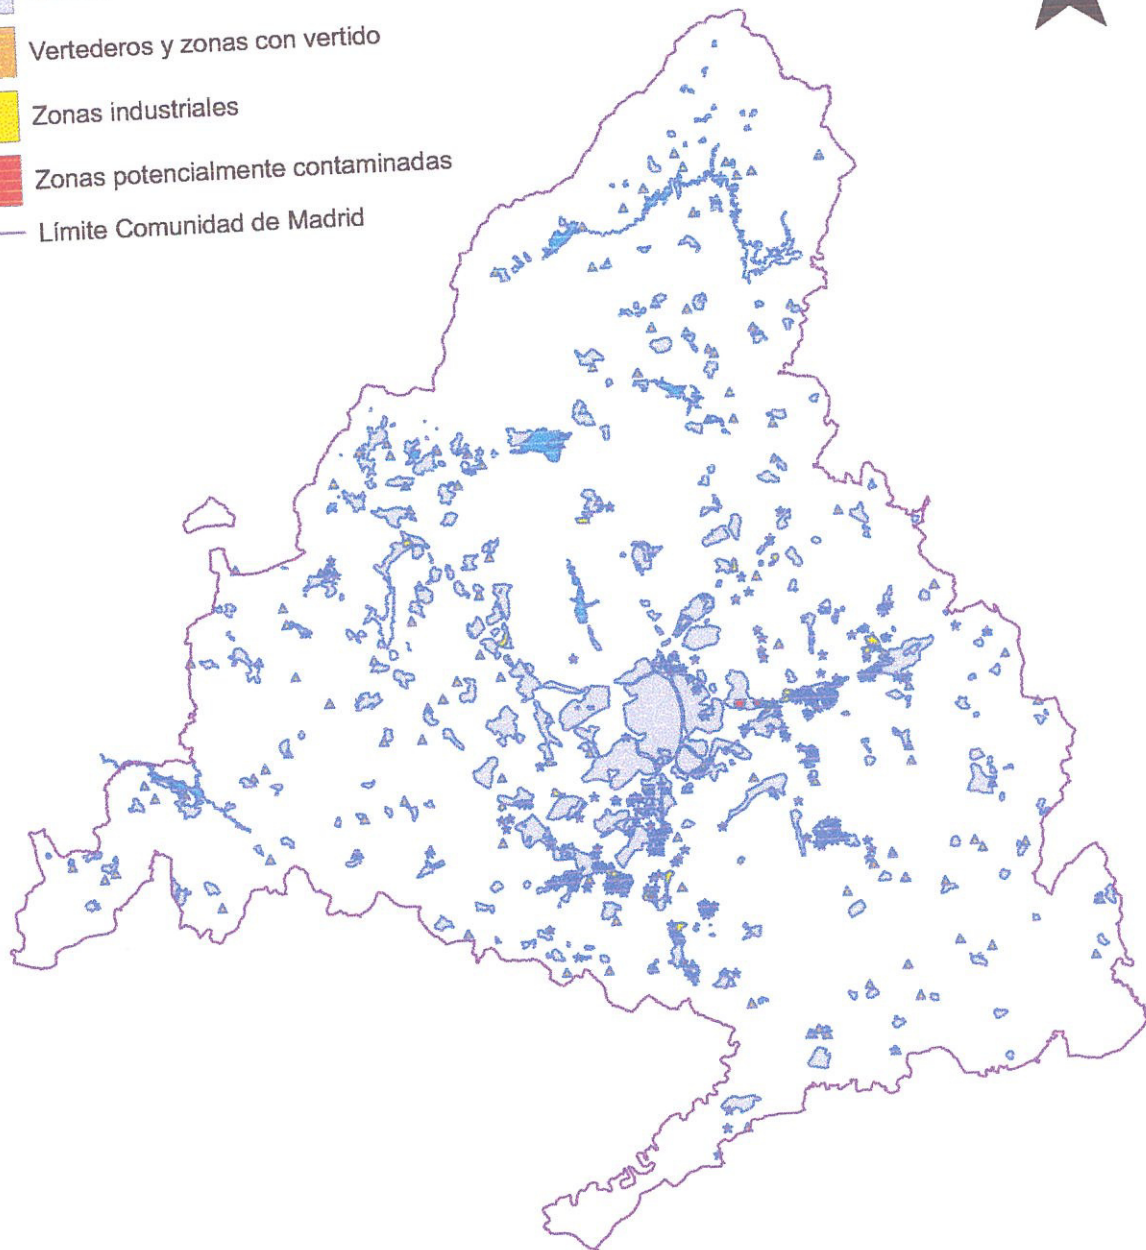 Vertederos y zonas con vertido
Zonas industriales
Zonas potencialmente contaminadas
Límite Comunidad de Madrid